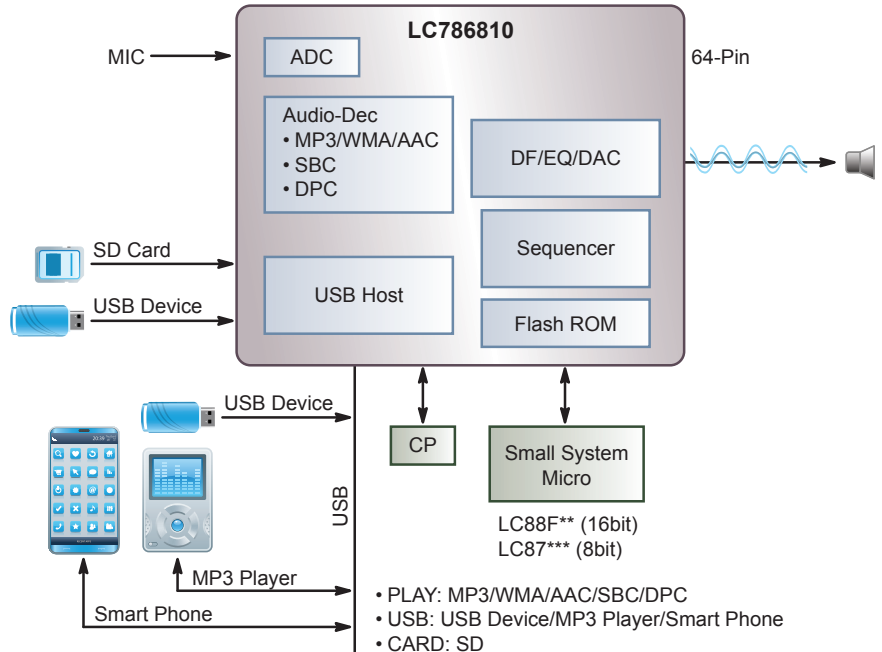 LC786810
MIC
ADC
64-Pin
Audio-Dec
• MP3/WMA/AAC
• SBC
• DPC
DF/EQ/DAC
SD Card
Sequencer
USB Host
USB Device
Flash ROM
USB Device
CP
Small System
Micro
USB
LC88F** (16bit)
LC87*** (8bit)
MP3 Player
Smart Phone
• PLAY: MP3/WMA/AAC/SBC/DPC
• USB: USB Device/MP3 Player/Smart Phone
• CARD: SD